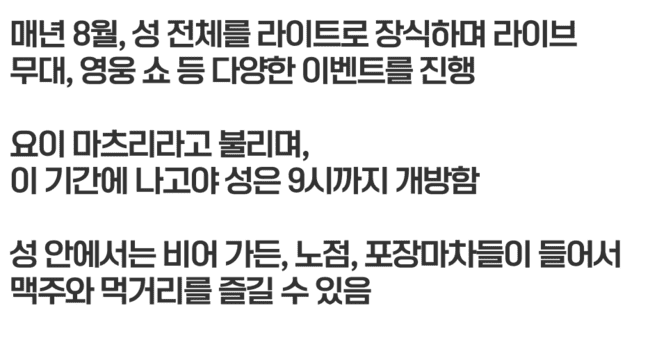 매년 8월, 성 전체를 라이트로 장식하며 라이브
무대, 영웅 쇼 등 다양한 이벤트를 진행
요이 마츠리라고 불리며,
이 기간에 나고야 성은 9시까지 개방함
성 안에서는 비어 가든, 노점, 포장마차들이 들어서
맥주와 먹거리를 즐길 수 있음